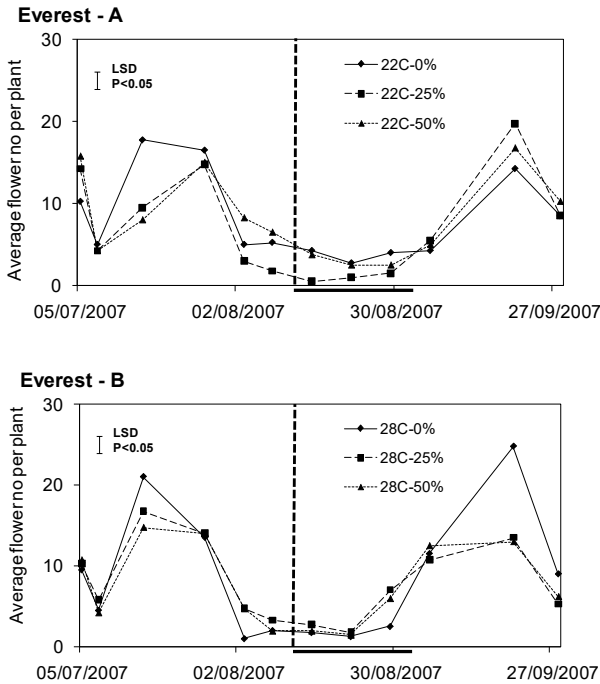 Everest - A
30
20
10
0
Average flower no per plant
LSD
P<0.05
22C-0%
22C-25%
22C-50%
05/07/2007 02/08/2007 30/08/2007 27/09/2007
Everest - B
30
20
10
0
Average flower no per plant
LSD
P<0.05
28C-0%
28C-25%
28C-50%
05/07/2007 02/08/2007 30/08/2007 27/09/2007